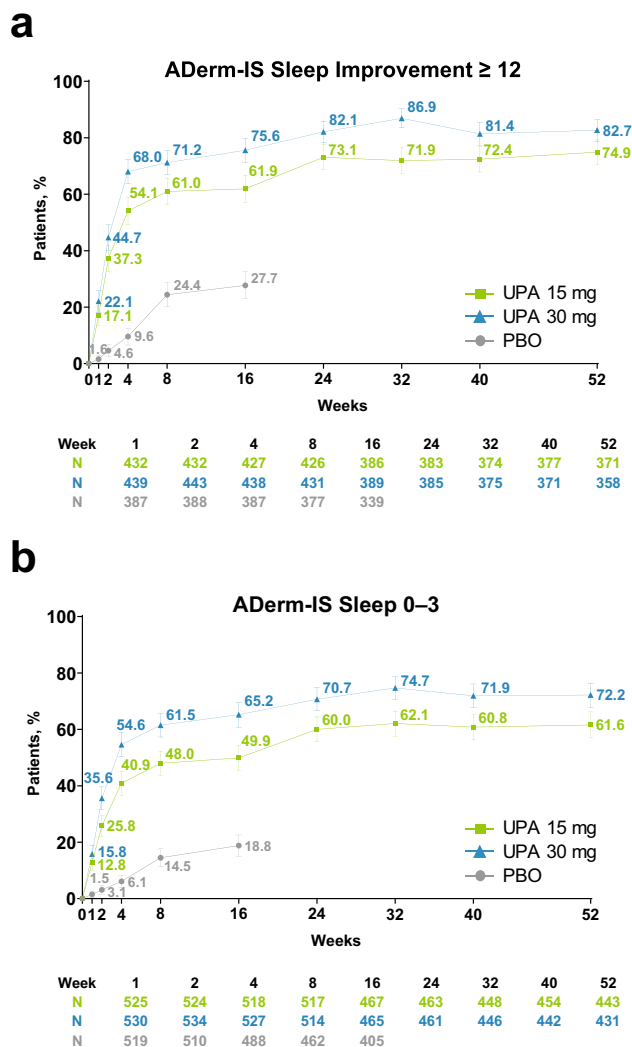 a
ADerm-IS Sleep Improvement ≥ 12
Patients, %
100
80
60
40
20
0
22.1
44.7
68.0
71.2
75.6
82.1
86.9
81.4
82.7
17.1
37.3
54.1
61.0
61.9
73.1
71.9
72.4
74.9
1.6
4.6
9.6
24.4
27.7
UPA 15 mg
UPA 30 mg
PBO
0 1 2 4 8 16 24 32 40 52
Weeks
Week 1 2 4 8 16 24 32 40 52
N 432 432 427 426 386 383 374 377 371
N 439 443 438 431 389 385 375 371 358
N 387 388 387 377 339
b
ADerm-IS Sleep 0–3
Patients, %
100
80
60
40
20
0
15.8
35.6
54.6
61.5
65.2
70.7
74.7
71.9
72.2
12.8
25.8
40.9
48.0
49.9
60.0
62.1
60.8
61.6
1.5
3.1
6.1
14.5
18.8
UPA 15 mg
UPA 30 mg
PBO
0 1 2 4 8 16 24 32 40 52
Weeks
Week 1 2 4 8 16 24 32 40 52
N 525 524 518 517 467 463 448 454 443
N 530 534 527 514 465 461 446 442 431
N 519 510 488 462 405